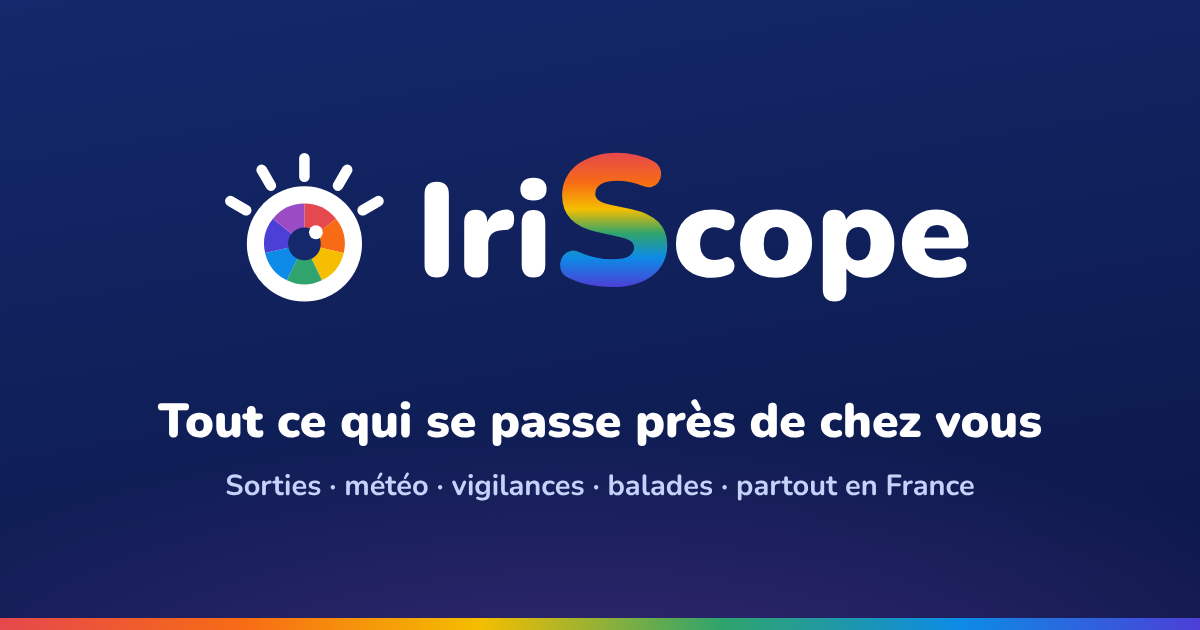 IriScope
Tout ce qui se passe près de chez vous
Sorties · météo · vigilances · balades · partout en France